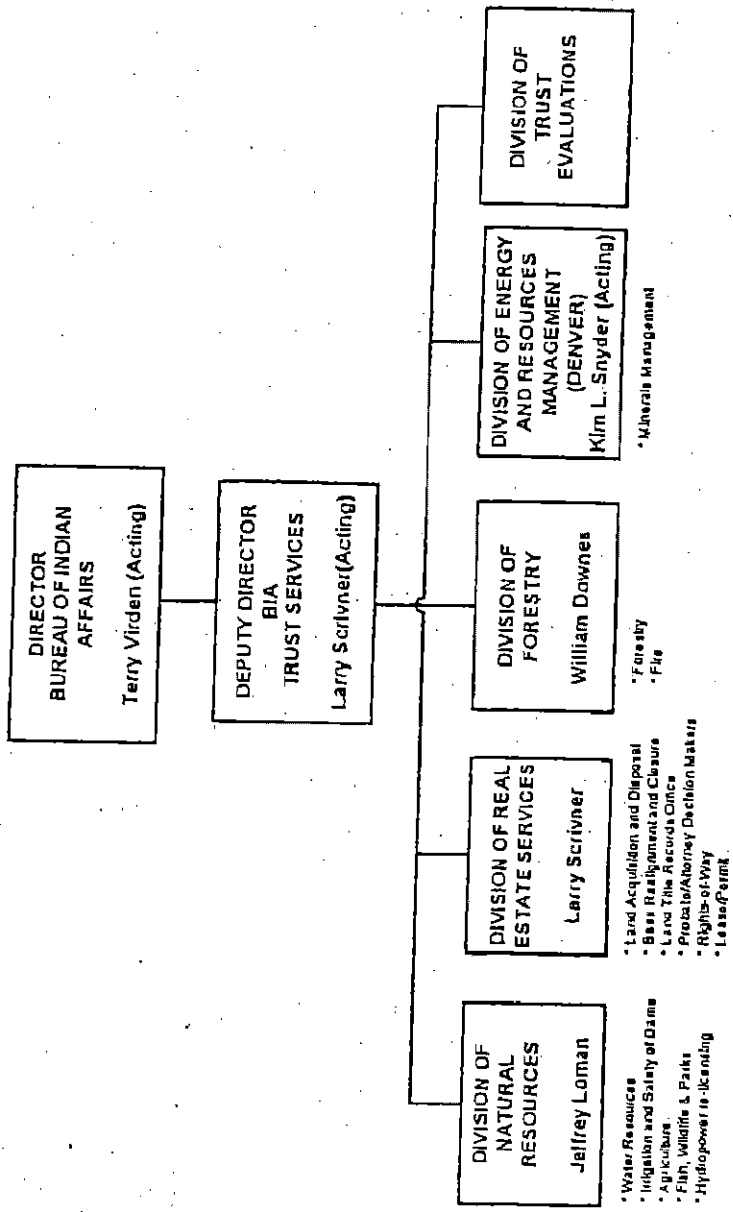 DIRECTOR
BUREAU OF INDIAN
AFFAIRS
Terry Virden (Acting)
DEPUTY DIRECTOR
BIA
TRUST SERVICES
Larry Scrivner(Acting)
DIVISION OF
NATURAL
RESOURCES
Jeffrey Loman
* Water Resources
* Irrigation and Safety of Dams
* Agriculture
* Fish, Wildlife & Parks
* Hydropower re-licensing
DIVISION OF REAL
ESTATE SERVICES
Larry Scrivner
* Land Acquisition and Disposal
* Base Realignment and Closure
* Land Title Records Office
* Probate/Attorney Decision Makers
* Rights-of-Way
* Lease/Permit
DIVISION OF
FORESTRY
William Downes
* Forestry
* Fire
DIVISION OF ENERGY
AND RESOURCES
MANAGEMENT
(DENVER)
Kim L. Snyder (Acting)
* Minerals Management
DIVISION OF
TRUST
EVALUATIONS